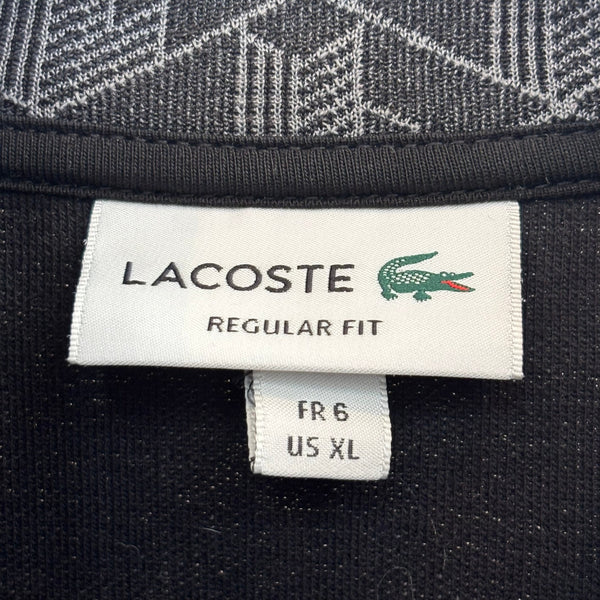 LACOSTE
REGULAR FIT
FR 6
US XL